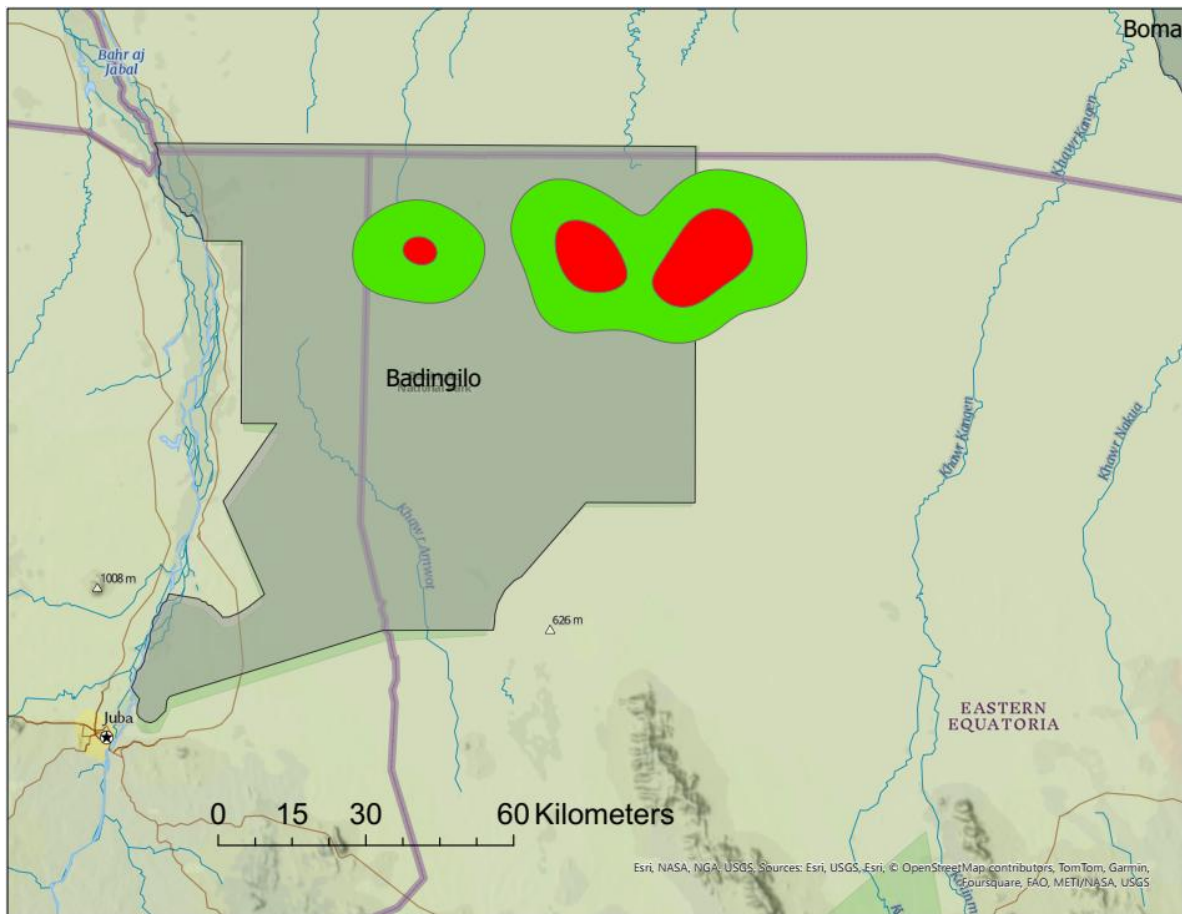 Boma
Bahr aj
Jabal
Khawr Kangen
Badingilo
National Park
Khawr Kangen
Khawr Nakua
Khawr Amwot
1008 m
626 m
Juba
EASTERN
EQUATORIA
0 15 30 60 Kilometers
Esri, NASA, NGA, USGS, Sources: Esri, USGS, Esri, © OpenStreetMap contributors, TomTom, Garmin,
Foursquare, FAO, METI/NASA, USGS